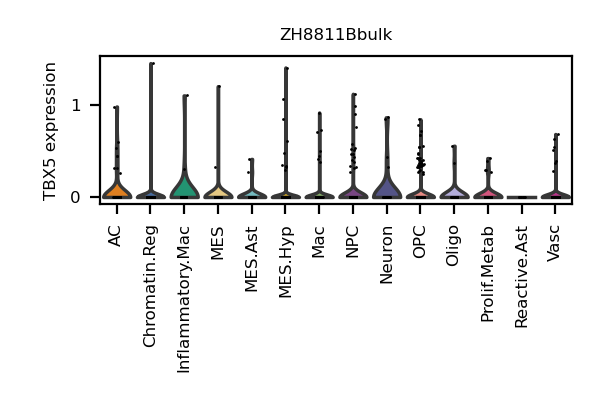 ZH8811Bbulk
TBX5 expression
1
0
AC
Chromatin.Reg
Inflammatory.Mac
MES
MES.Ast
MES.Hyp
Mac
NPC
Neuron
OPC
Oligo
Prolif.Metab
Reactive.Ast
Vasc